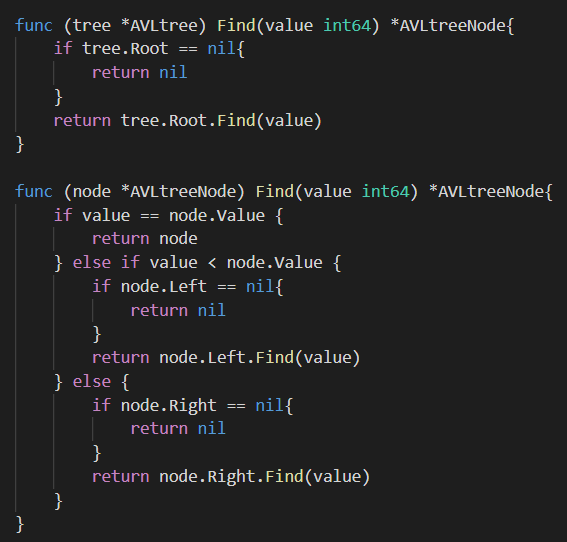 func (tree *AVLtree) Find(value int64) *AVLtreeNode{
    if tree.Root == nil{
        return nil
    }
    return tree.Root.Find(value)
}

func (node *AVLtreeNode) Find(value int64) *AVLtreeNode{
    if value == node.Value {
        return node
    } else if value < node.Value {
        if node.Left == nil{
            return nil
        }
        return node.Left.Find(value)
    } else {
        if node.Right == nil{
            return nil
        }
        return node.Right.Find(value)
    }
}